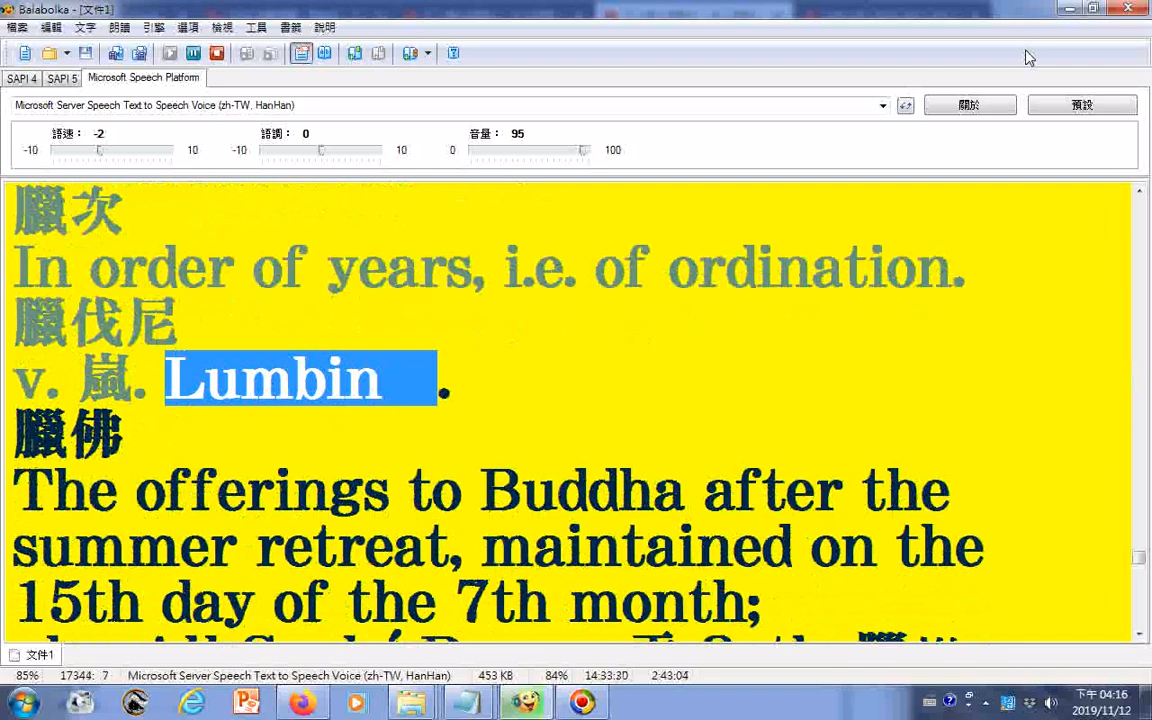 Balabolka - [文件1]
檔案 編輯 文字 朗讀 引擎 選項 檢視 工具 書籤 說明
SAPI 4 SAPI 5 Microsoft Speech Platform
Microsoft Server Speech Text to Speech Voice (zh-TW, HanHan) 關於 預設
語速： -2 語調： 0 音量： 95
-10 10 -10 10 0 100
臘次
In order of years, i.e. of ordination.
臘伐尼
v. 嵐. Lumbin .
臘佛
The offerings to Buddha after the
summer retreat, maintained on the
15th day of the 7th month;
文件1
85% 17344: 7 Microsoft Server Speech Text to Speech Voice (zh-TW, HanHan) 453 KB 84% 14:33:30 2:43:04
下午 04:16
2019/11/12